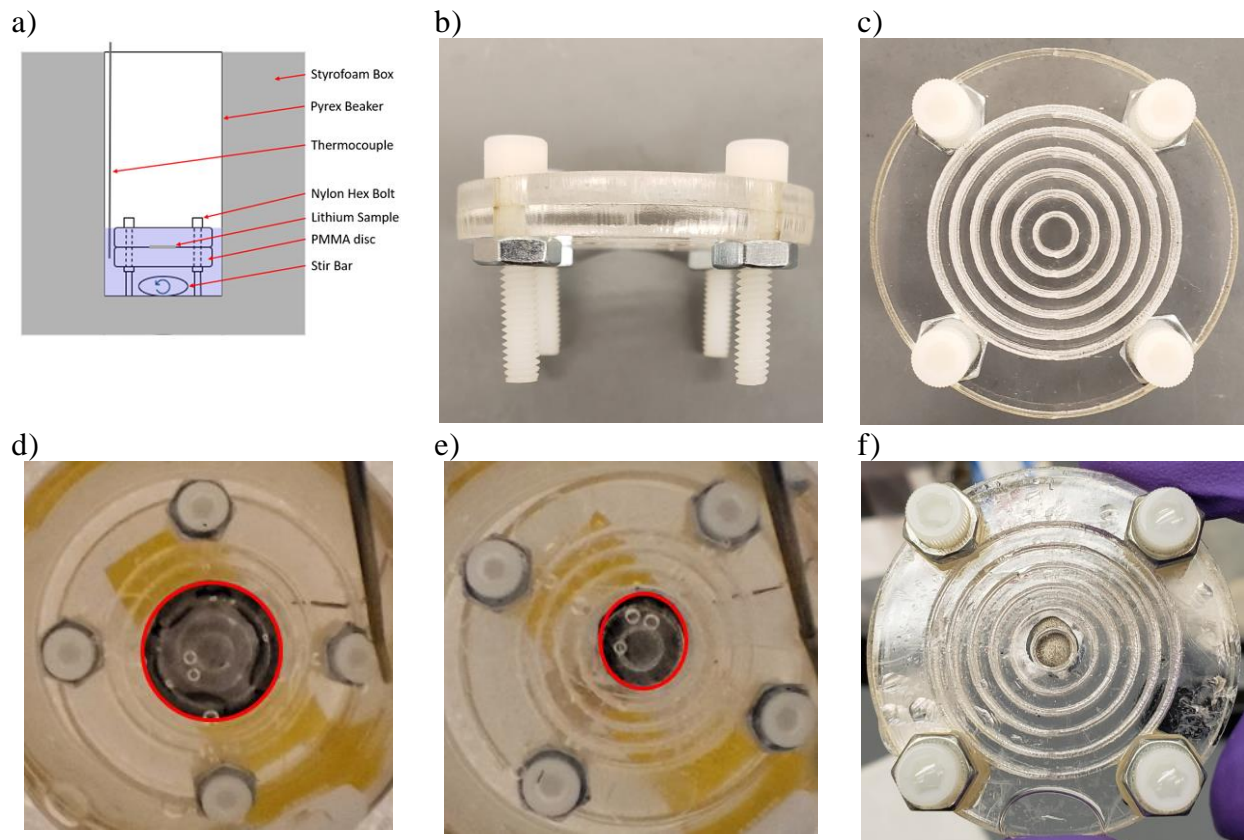 a)
b)
c)
Styrofoam Box
Pyrex Beaker
Thermocouple
Nylon Hex Bolt
Lithium Sample
PMMA disc
Stir Bar
d)
e)
f)